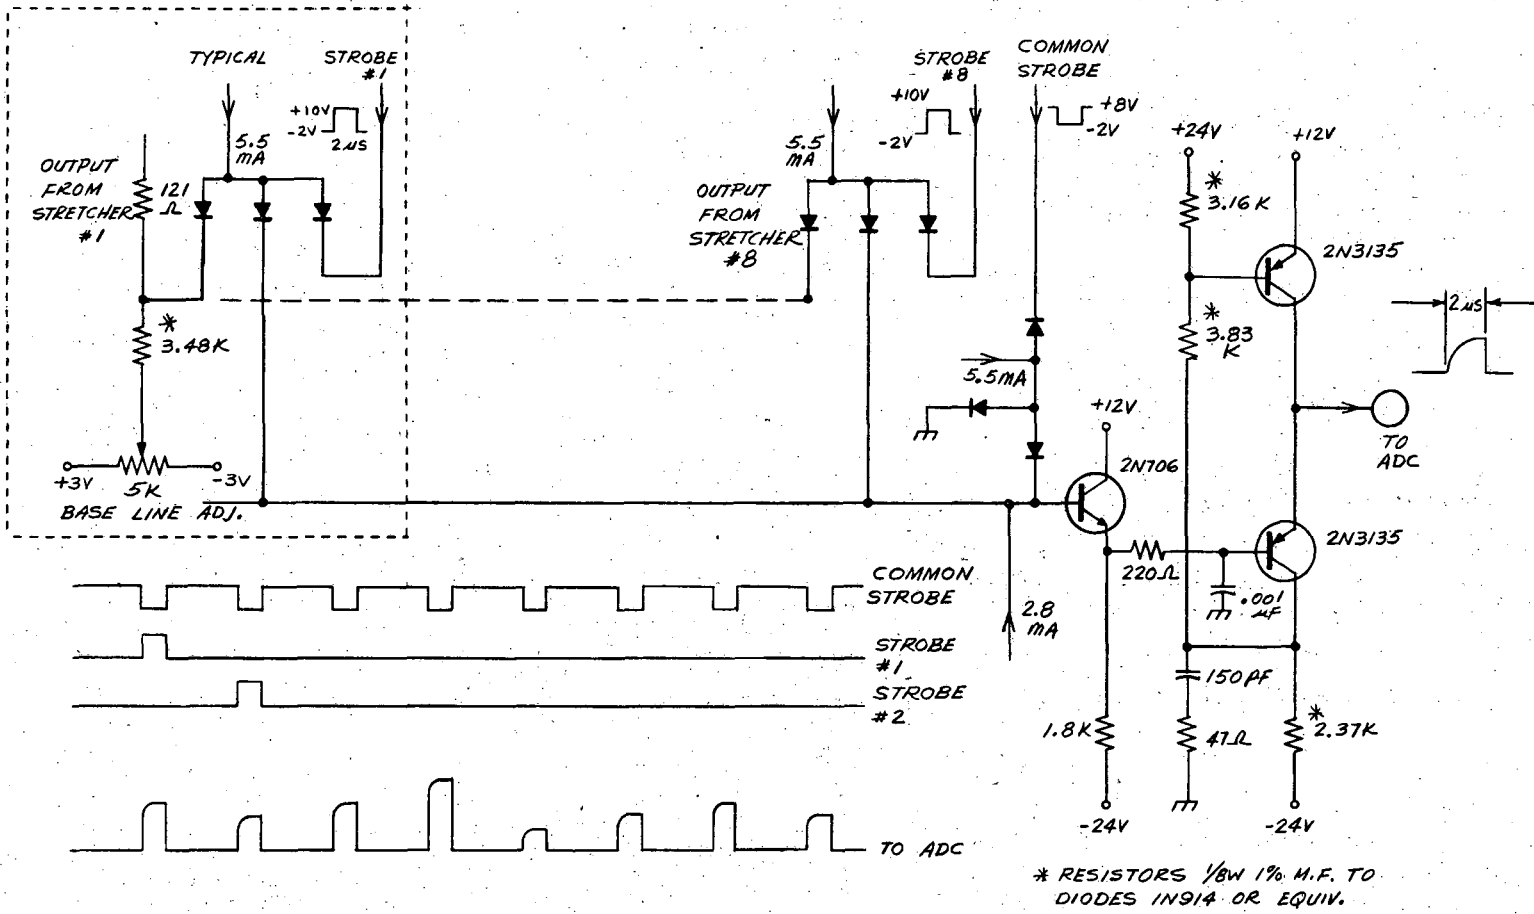 TYPICAL
STROBE
#1
+10V
-2V
2µS
5.5
mA
OUTPUT
FROM
STRETCHER
#1
121
Ω
*
3.48K
+3V
-3V
5K
BASE LINE ADJ.
STROBE
#8
+10V
-2V
5.5
mA
OUTPUT
FROM
STRETCHER
#8
COMMON
STROBE
+8V
-2V
5.5mA
+24V
+12V
*
3.16K
2N3135
*
3.83
K
2µS
+12V
2N706
TO
ADC
2N3135
220Ω
.001
µF
2.8
mA
150PF
1.8K
47Ω
*
2.37K
-24V
-24V
COMMON
STROBE
STROBE
#1
STROBE
#2
TO ADC
* RESISTORS 1/8W 1% M.F. TO
DIODES 1N914 OR EQUIV.